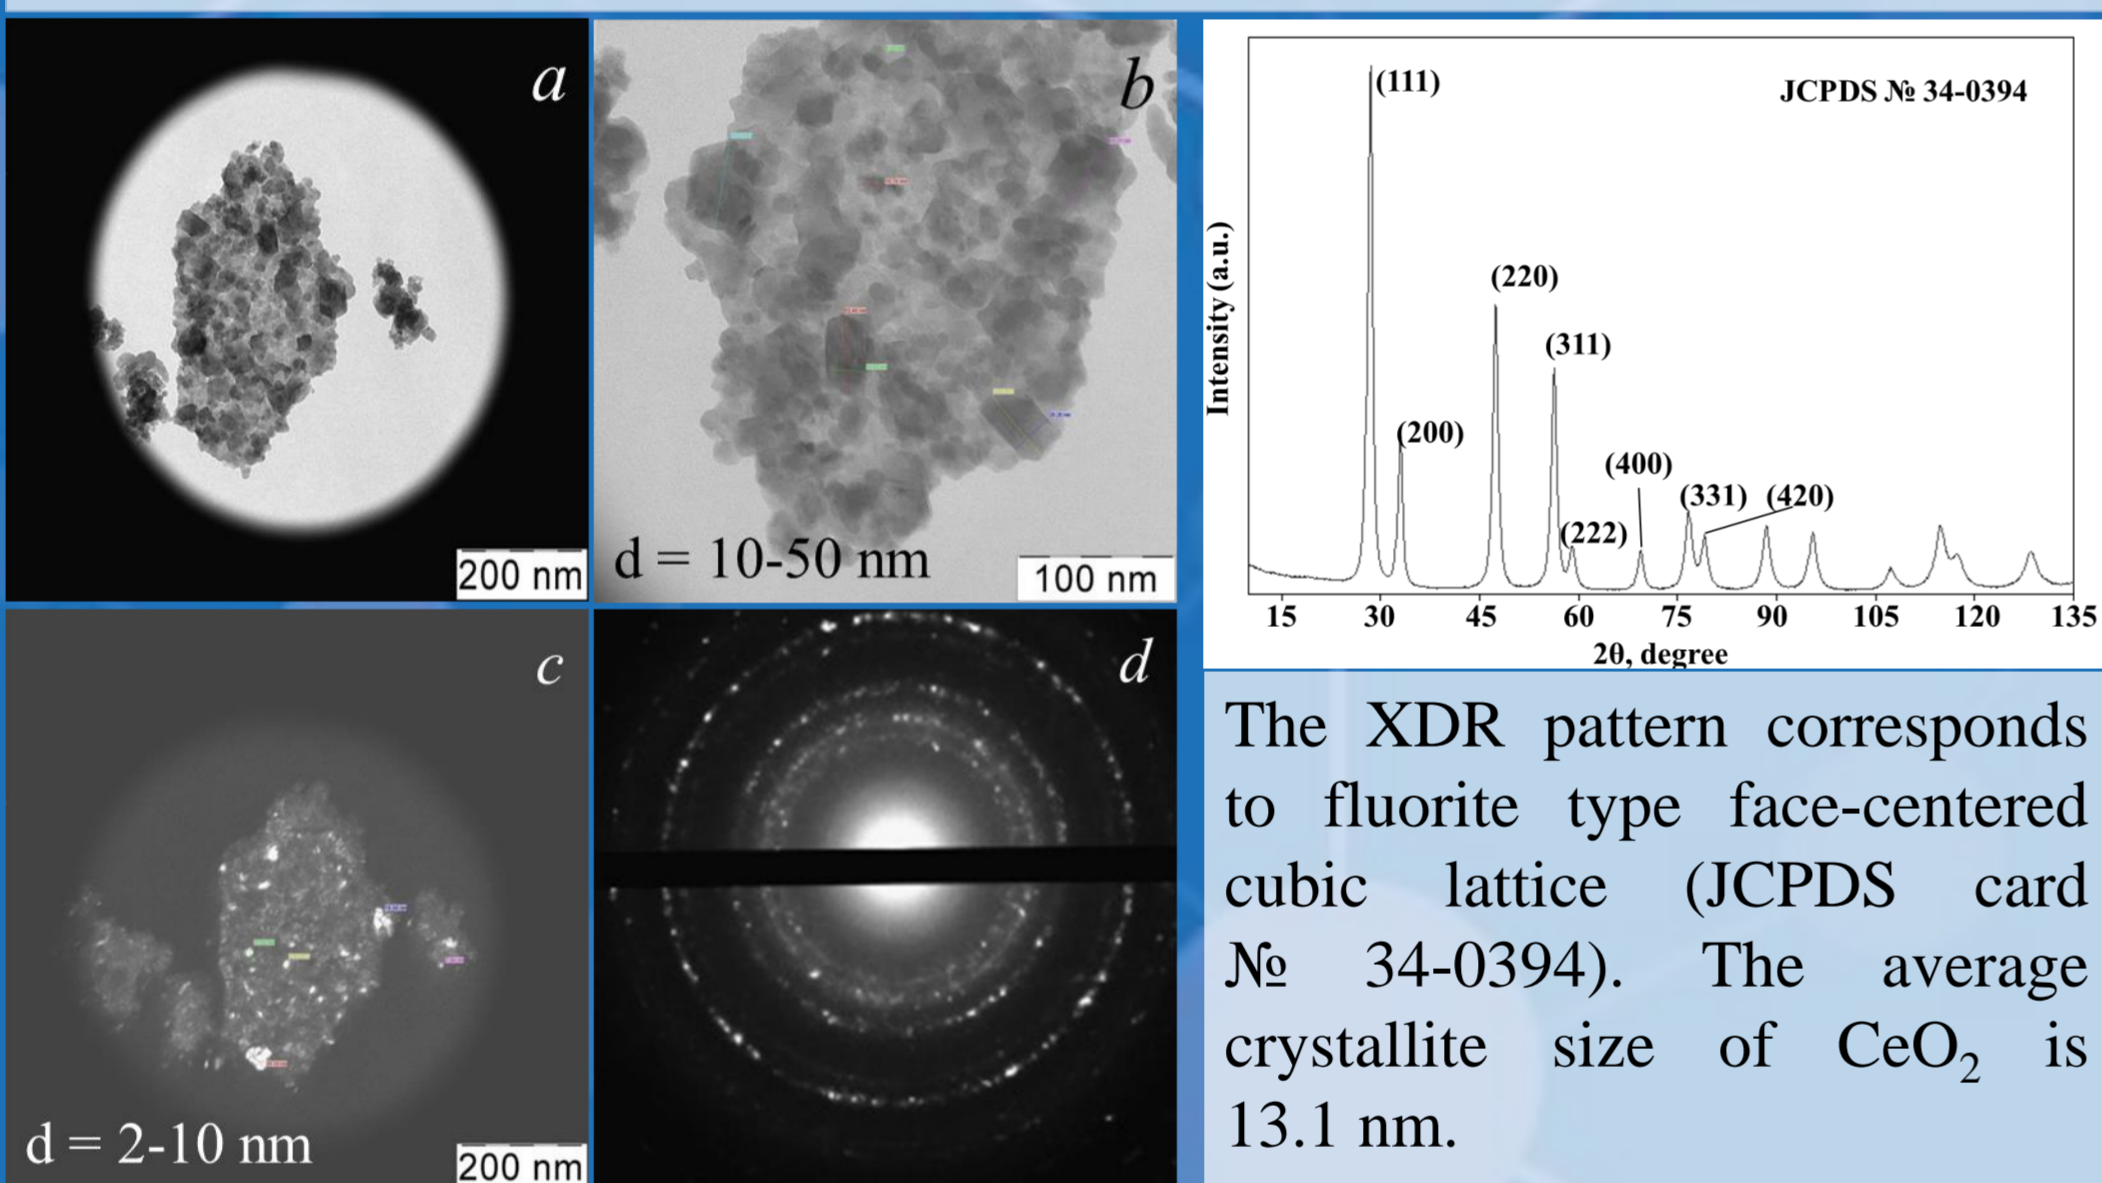 a
200 nm
b
d = 10-50 nm
100 nm
c
d = 2-10 nm
200 nm
d
JCPDS № 34-0394
(111)
(220)
(311)
(200)
(400)
(331) (420)
(222)
Intensity (a.u.)
15 30 45 60 75 90 105 120 135
2θ, degree
The XDR pattern corresponds
to fluorite type face-centered
cubic lattice (JCPDS card
№ 34-0394). The average
crystallite size of CeO₂ is
13.1 nm.